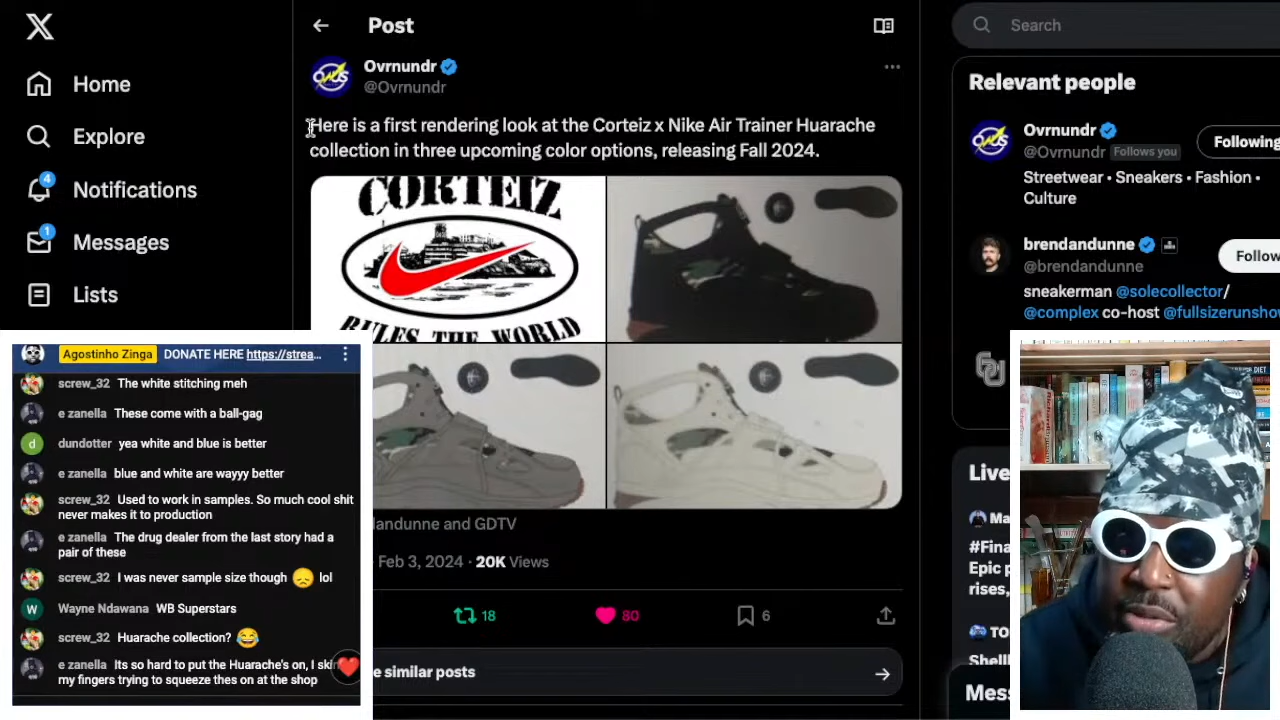 Home
Explore
Notifications
4
Messages
1
Lists
Post
Ovrnundr
@Ovrnundr
Here is a first rendering look at the Corteiz x Nike Air Trainer Huarache
collection in three upcoming color options, releasing Fall 2024.
CORTEIZ
RULES THE WORLD
and GDTV
Feb 3, 2024 · 20K Views
18
80
6
similar posts
Search
Relevant people
Ovrnundr
@Ovrnundr Follows you
Following
Streetwear • Sneakers • Fashion •
Culture
brendandunne
@brendandunne
Follow
sneakerman @solecollector/
@complex co-host
Live
Epic
Agostinho Zinga DONATE HERE https://strea...
screw_32 The white stitching meh
e zanella These come with a ball-gag
dundotter yea white and blue is better
e zanella blue and white are wayyy better
screw_32 Used to work in samples. So much cool shit
never makes it to production
e zanella The drug dealer from the last story had a
pair of these
screw_32 I was never sample size though 😞 lol
Wayne Ndawana WB Superstars
screw_32 Huarache collection? 😂
e zanella Its so hard to put the Huarache's on, I
my fingers trying to squeeze thes on at the shop